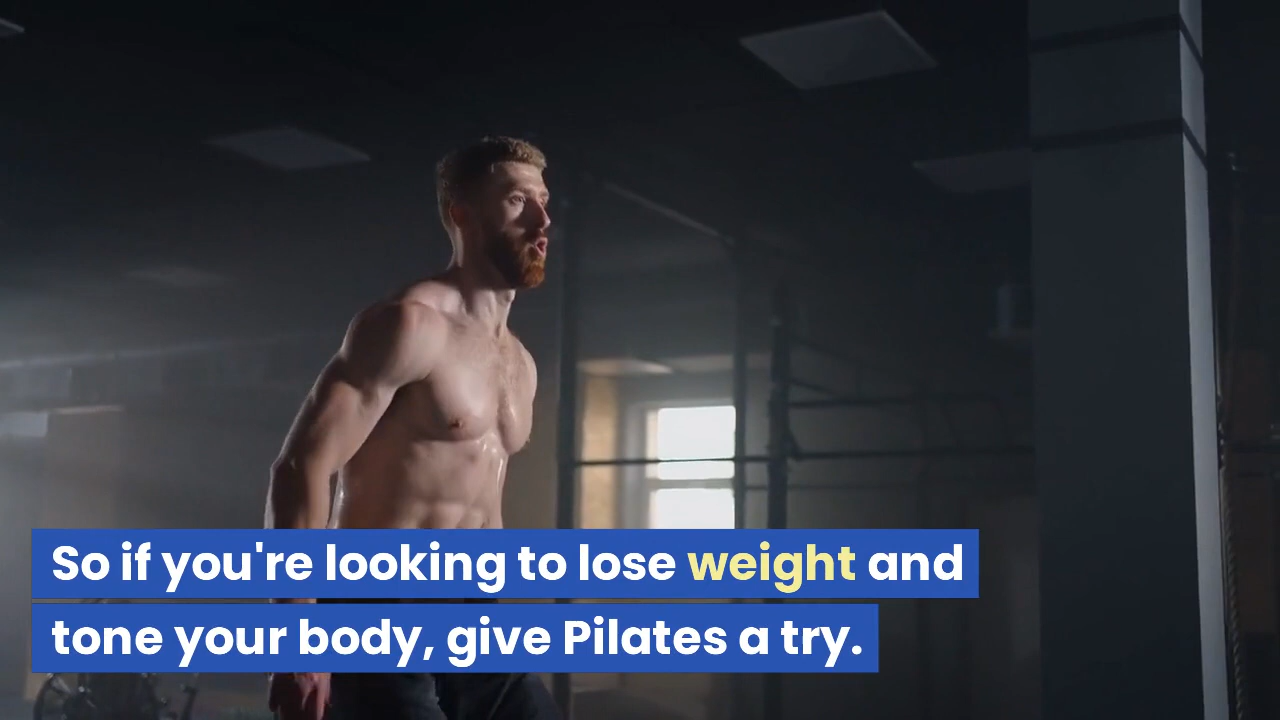 So if you're looking to lose weight and
tone your body, give Pilates a try.